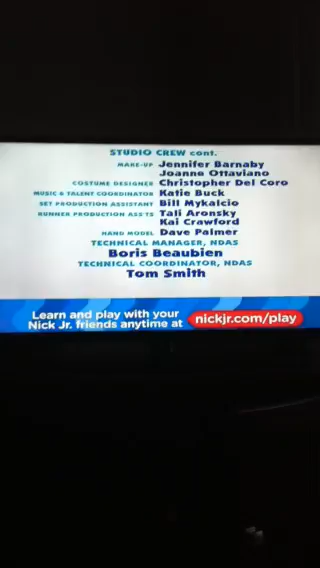 STUDIO CREW cont.
MAKE-UP Jennifer Barnaby
Joanne Ottaviano
COSTUME DESIGNER Christopher Del Coro
MUSIC & TALENT COORDINATOR Katie Buck
SET PRODUCTION ASSISTANT Bill Mykalcio
RUNNER PRODUCTION ASS'TS Tali Aronsky
Kai Crawford
HAND MODEL Dave Palmer
TECHNICAL MANAGER, NDAS
Boris Beaubien
TECHNICAL COORDINATOR, NDAS
Tom Smith
Learn and play with your
Nick Jr. friends anytime at nickjr.com/play